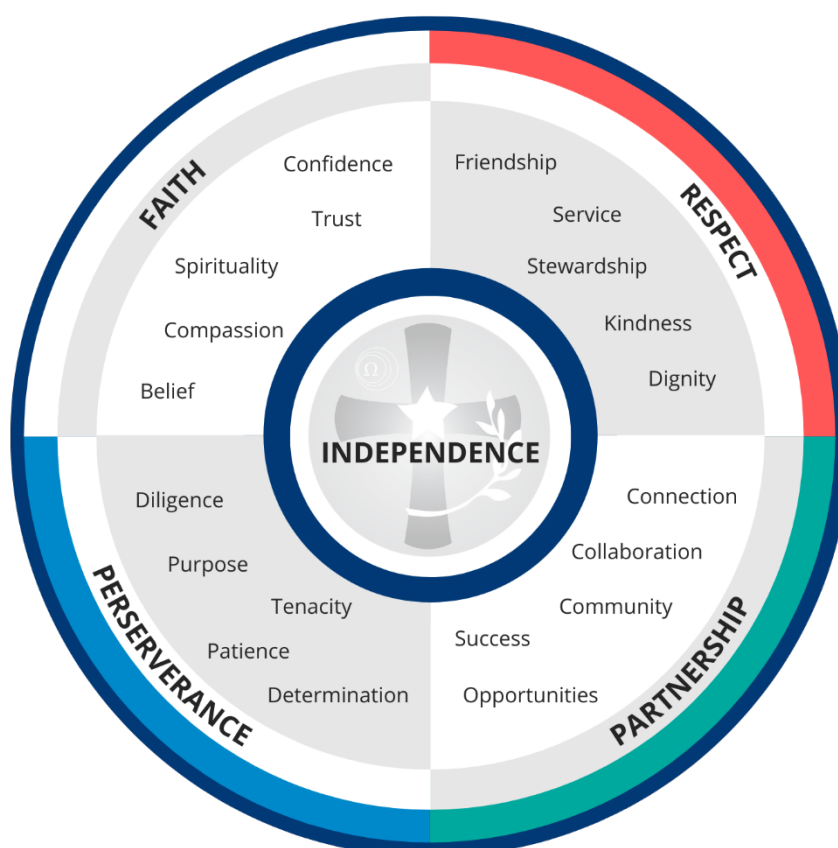 FAITH
Confidence
Trust
Spirituality
Compassion
Belief
RESPECT
Friendship
Service
Stewardship
Kindness
Dignity
Ω
INDEPENDENCE
PERSERVERANCE
Diligence
Purpose
Tenacity
Patience
Determination
PARTNERSHIP
Connection
Collaboration
Community
Success
Opportunities